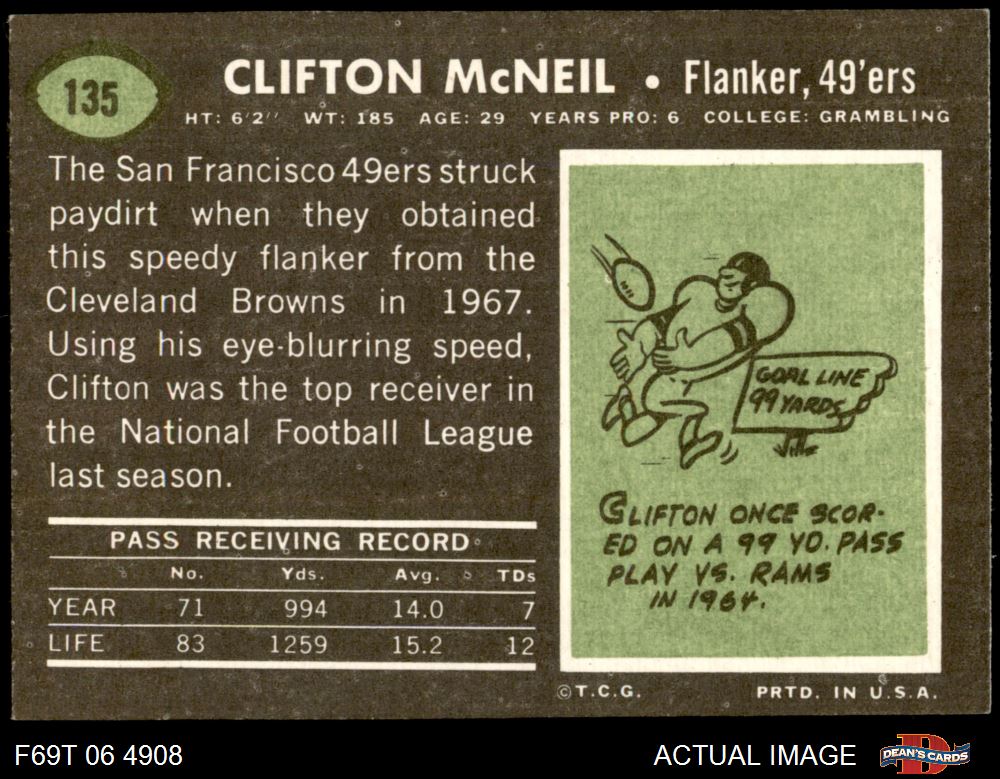 135
CLIFTON McNEIL • Flanker, 49'ers
HT: 6'2'' WT: 185 AGE: 29 YEARS PRO: 6 COLLEGE: GRAMBLING
The San Francisco 49ers struck
paydirt when they obtained
this speedy flanker from the
Cleveland Browns in 1967.
Using his eye-blurring speed,
Clifton was the top receiver in
the National Football League
last season.
PASS RECEIVING RECORD
No. Yds. Avg. TDs
YEAR 71 994 14.0 7
LIFE 83 1259 15.2 12
GOAL LINE
99 YARDS
CLIFTON ONCE SCOR-
ED ON A 99 YD. PASS
PLAY VS. RAMS
IN 1964.
©T.C.G. PRTD. IN U.S.A.
F69T 06 4908
ACTUAL IMAGE
DEAN'S CARDS